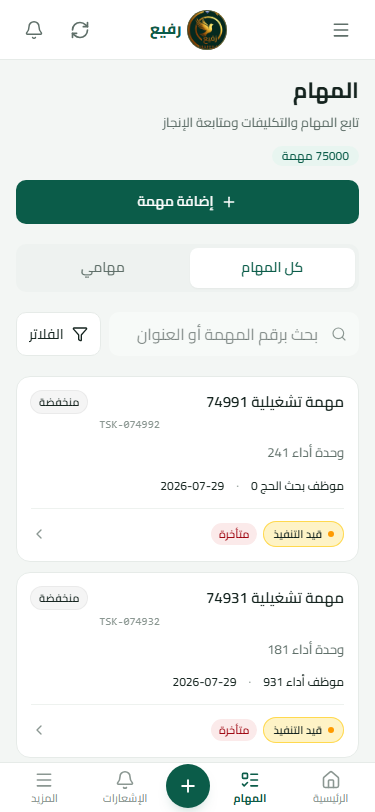 رفيع
المهام
تابع المهام والتكليفات ومتابعة الإنجاز
75000 مهمة
+ إضافة مهمة
كل المهام
مهامي
بحث برقم المهمة أو العنوان
الفلاتر
مهمة تشغيلية 74991
منخفضة
TSK-074992
وحدة أداء 241
موظف بحث الحج 0 · 2026-07-29
قيد التنفيذ
متأخرة
مهمة تشغيلية 74931
منخفضة
TSK-074932
وحدة أداء 181
موظف أداء 931 · 2026-07-29
قيد التنفيذ
متأخرة
الرئيسية
المهام
الإشعارات
المزيد